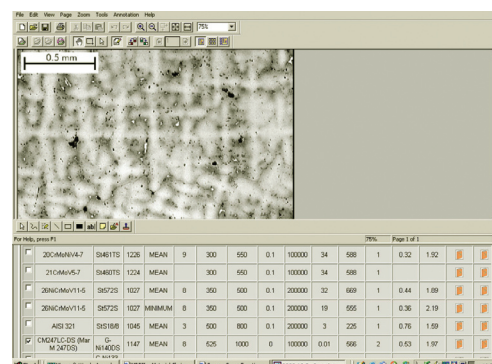 File Edit View Page Zoom Tools Annotation Help
75%
0.5 mm
For Help, press F1 75% Page 1 of 1
20CrMoNiV4-7 St461TS 1226 MEAN 9 300 550 0.1 100000 34 588 1 0.32 1.92
21CrMoV5-7 St460TS 1224 MEAN 300 550 0.1 100000 34 588 1
26NiCrMoV11-5 St572S 1027 MEAN 8 350 500 0.1 200000 32 669 1 0.44 1.89
26NiCrMoV11-5 St572S 1027 MINIMUM 8 350 500 0.1 200000 19 555 0.36 2.19
AISI 321 StS18/8 1045 MEAN 3 500 800 0.1 200000 3 225 1 0.76 1.59
CM247LC-DS (Mar G-
M 247DS) Ni140DS 1147 MEAN 8 525 1000 0 100000 0.01 566 2 0.53 1.97